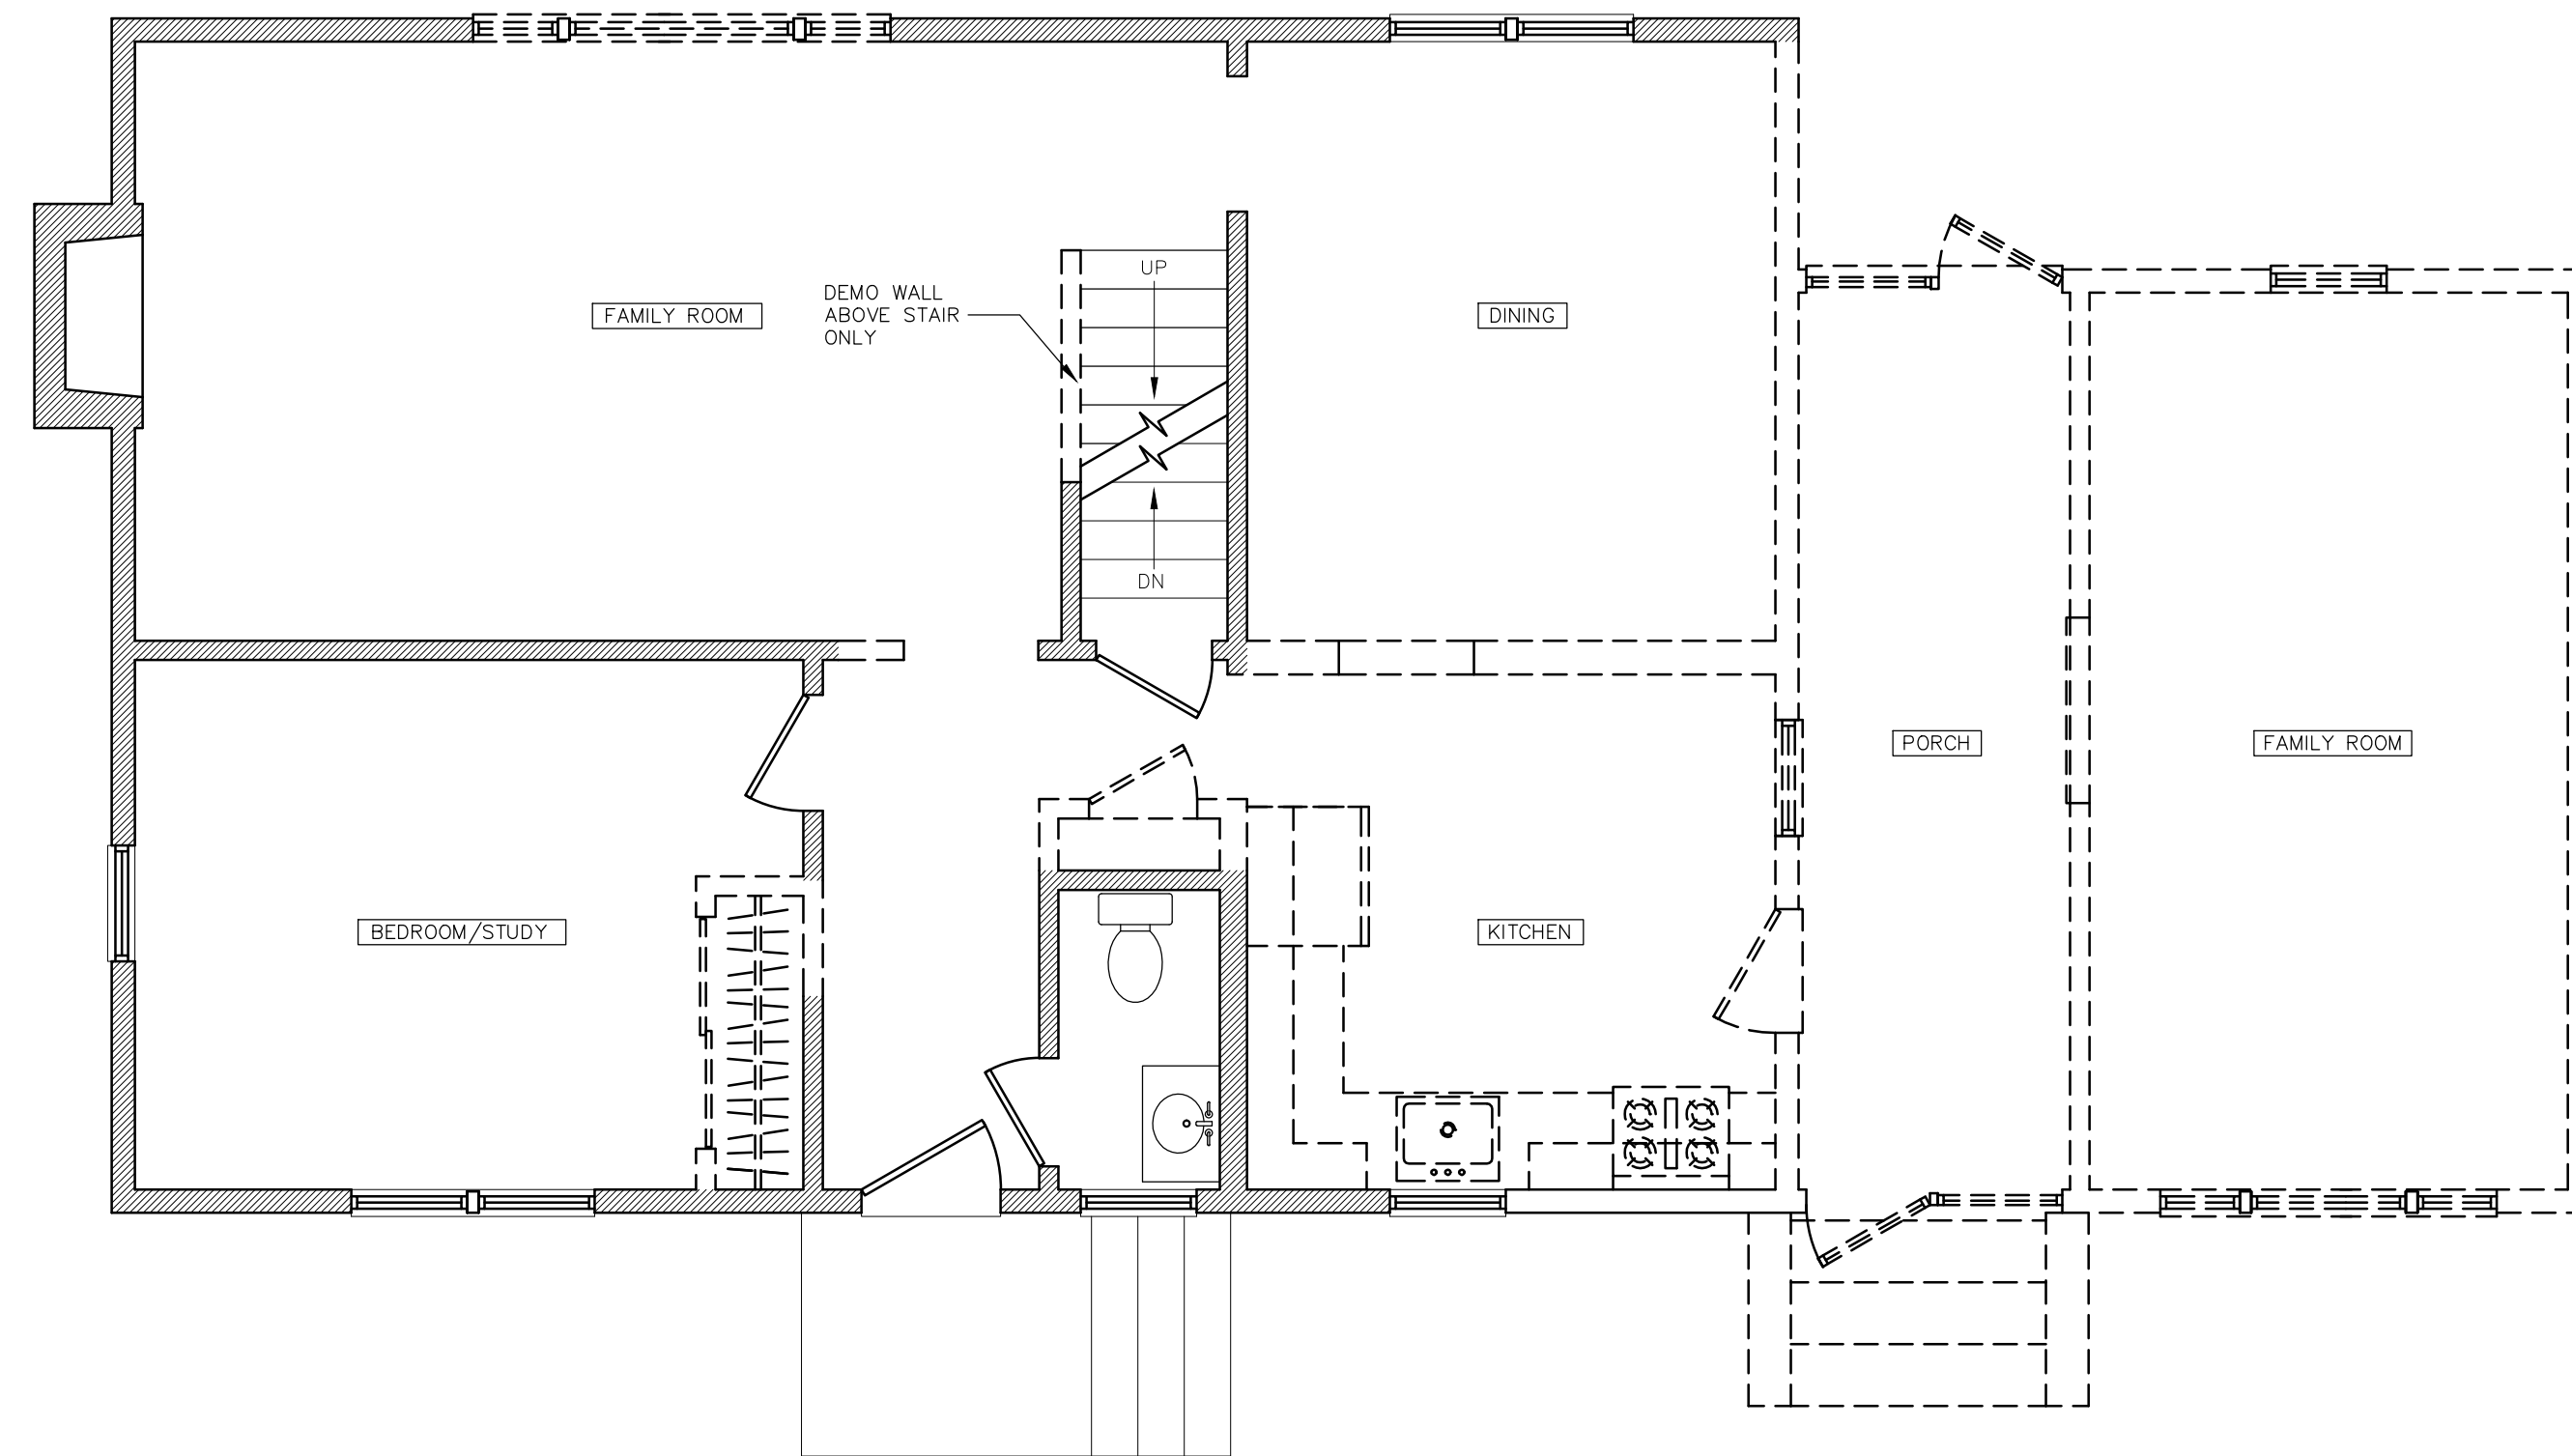 UP
DEMO WALL
ABOVE STAIR
ONLY
FAMILY ROOM
DINING
DN
PORCH
FAMILY ROOM
BEDROOM/STUDY
KITCHEN